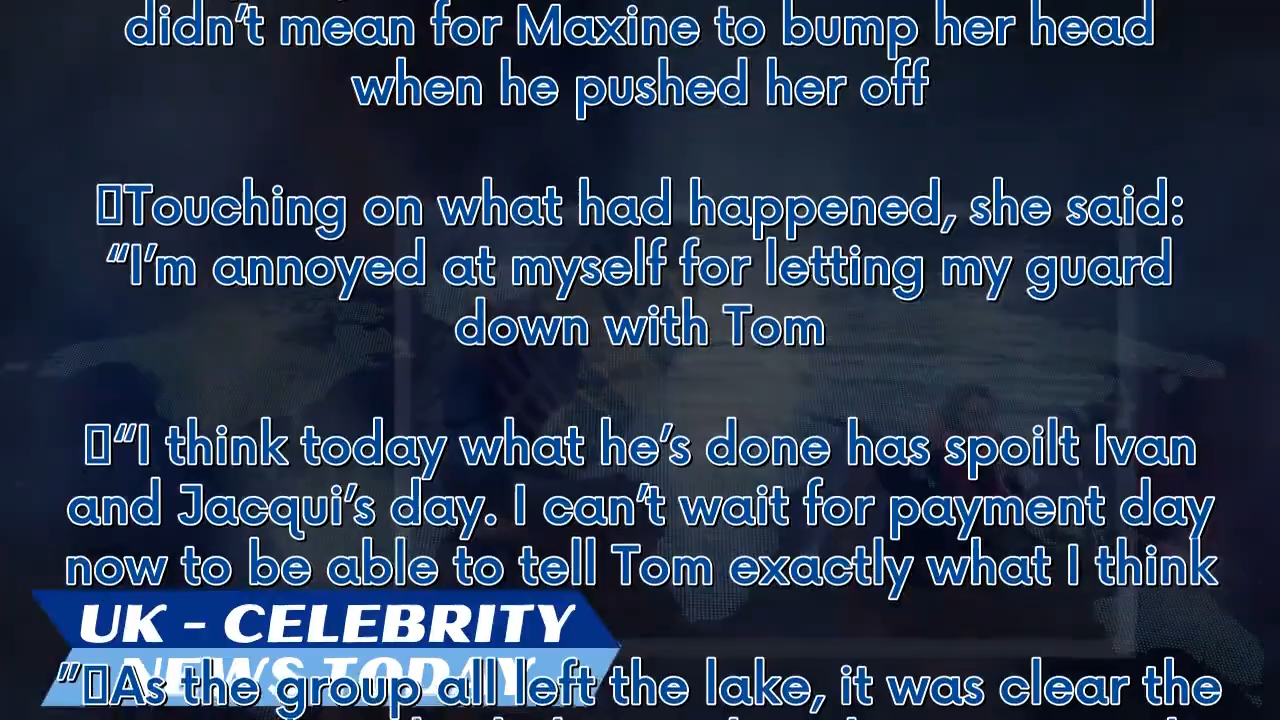 didn't mean for Maxine to bump her head
when he pushed her off
Touching on what had happened, she said:
“I'm annoyed at myself for letting my guard
down with Tom
“I think today what he's done has spoilt Ivan
and Jacqui's day. I can't wait for payment day
now to be able to tell Tom exactly what I think
UK - CELEBRITY
NEWS TODAY
”As the group all left the lake, it was clear the